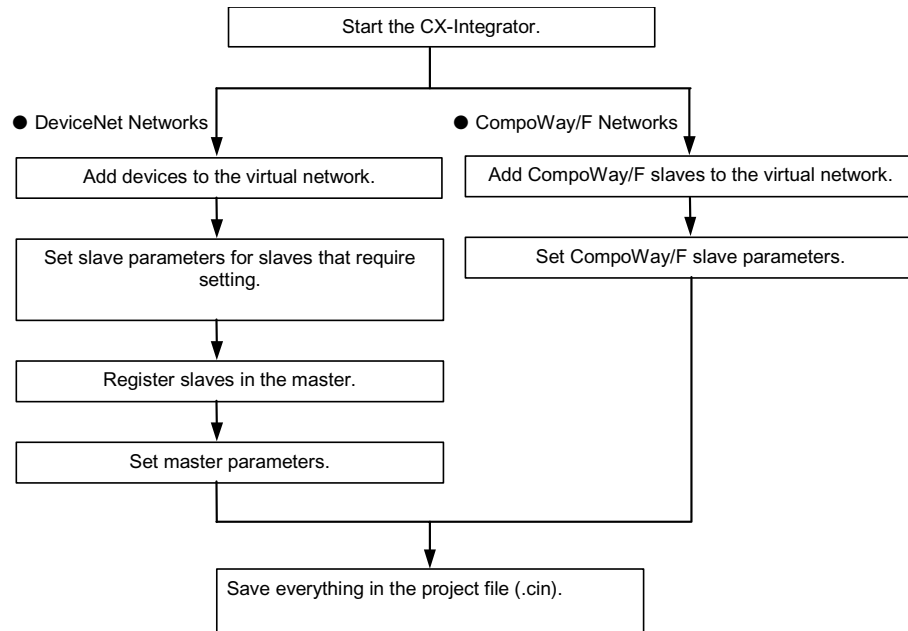 Start the CX-Integrator.
● DeviceNet Networks
Add devices to the virtual network.
Set slave parameters for slaves that require
setting.
Register slaves in the master.
Set master parameters.
● CompoWay/F Networks
Add CompoWay/F slaves to the virtual network.
Set CompoWay/F slave parameters.
Save everything in the project file (.cin).